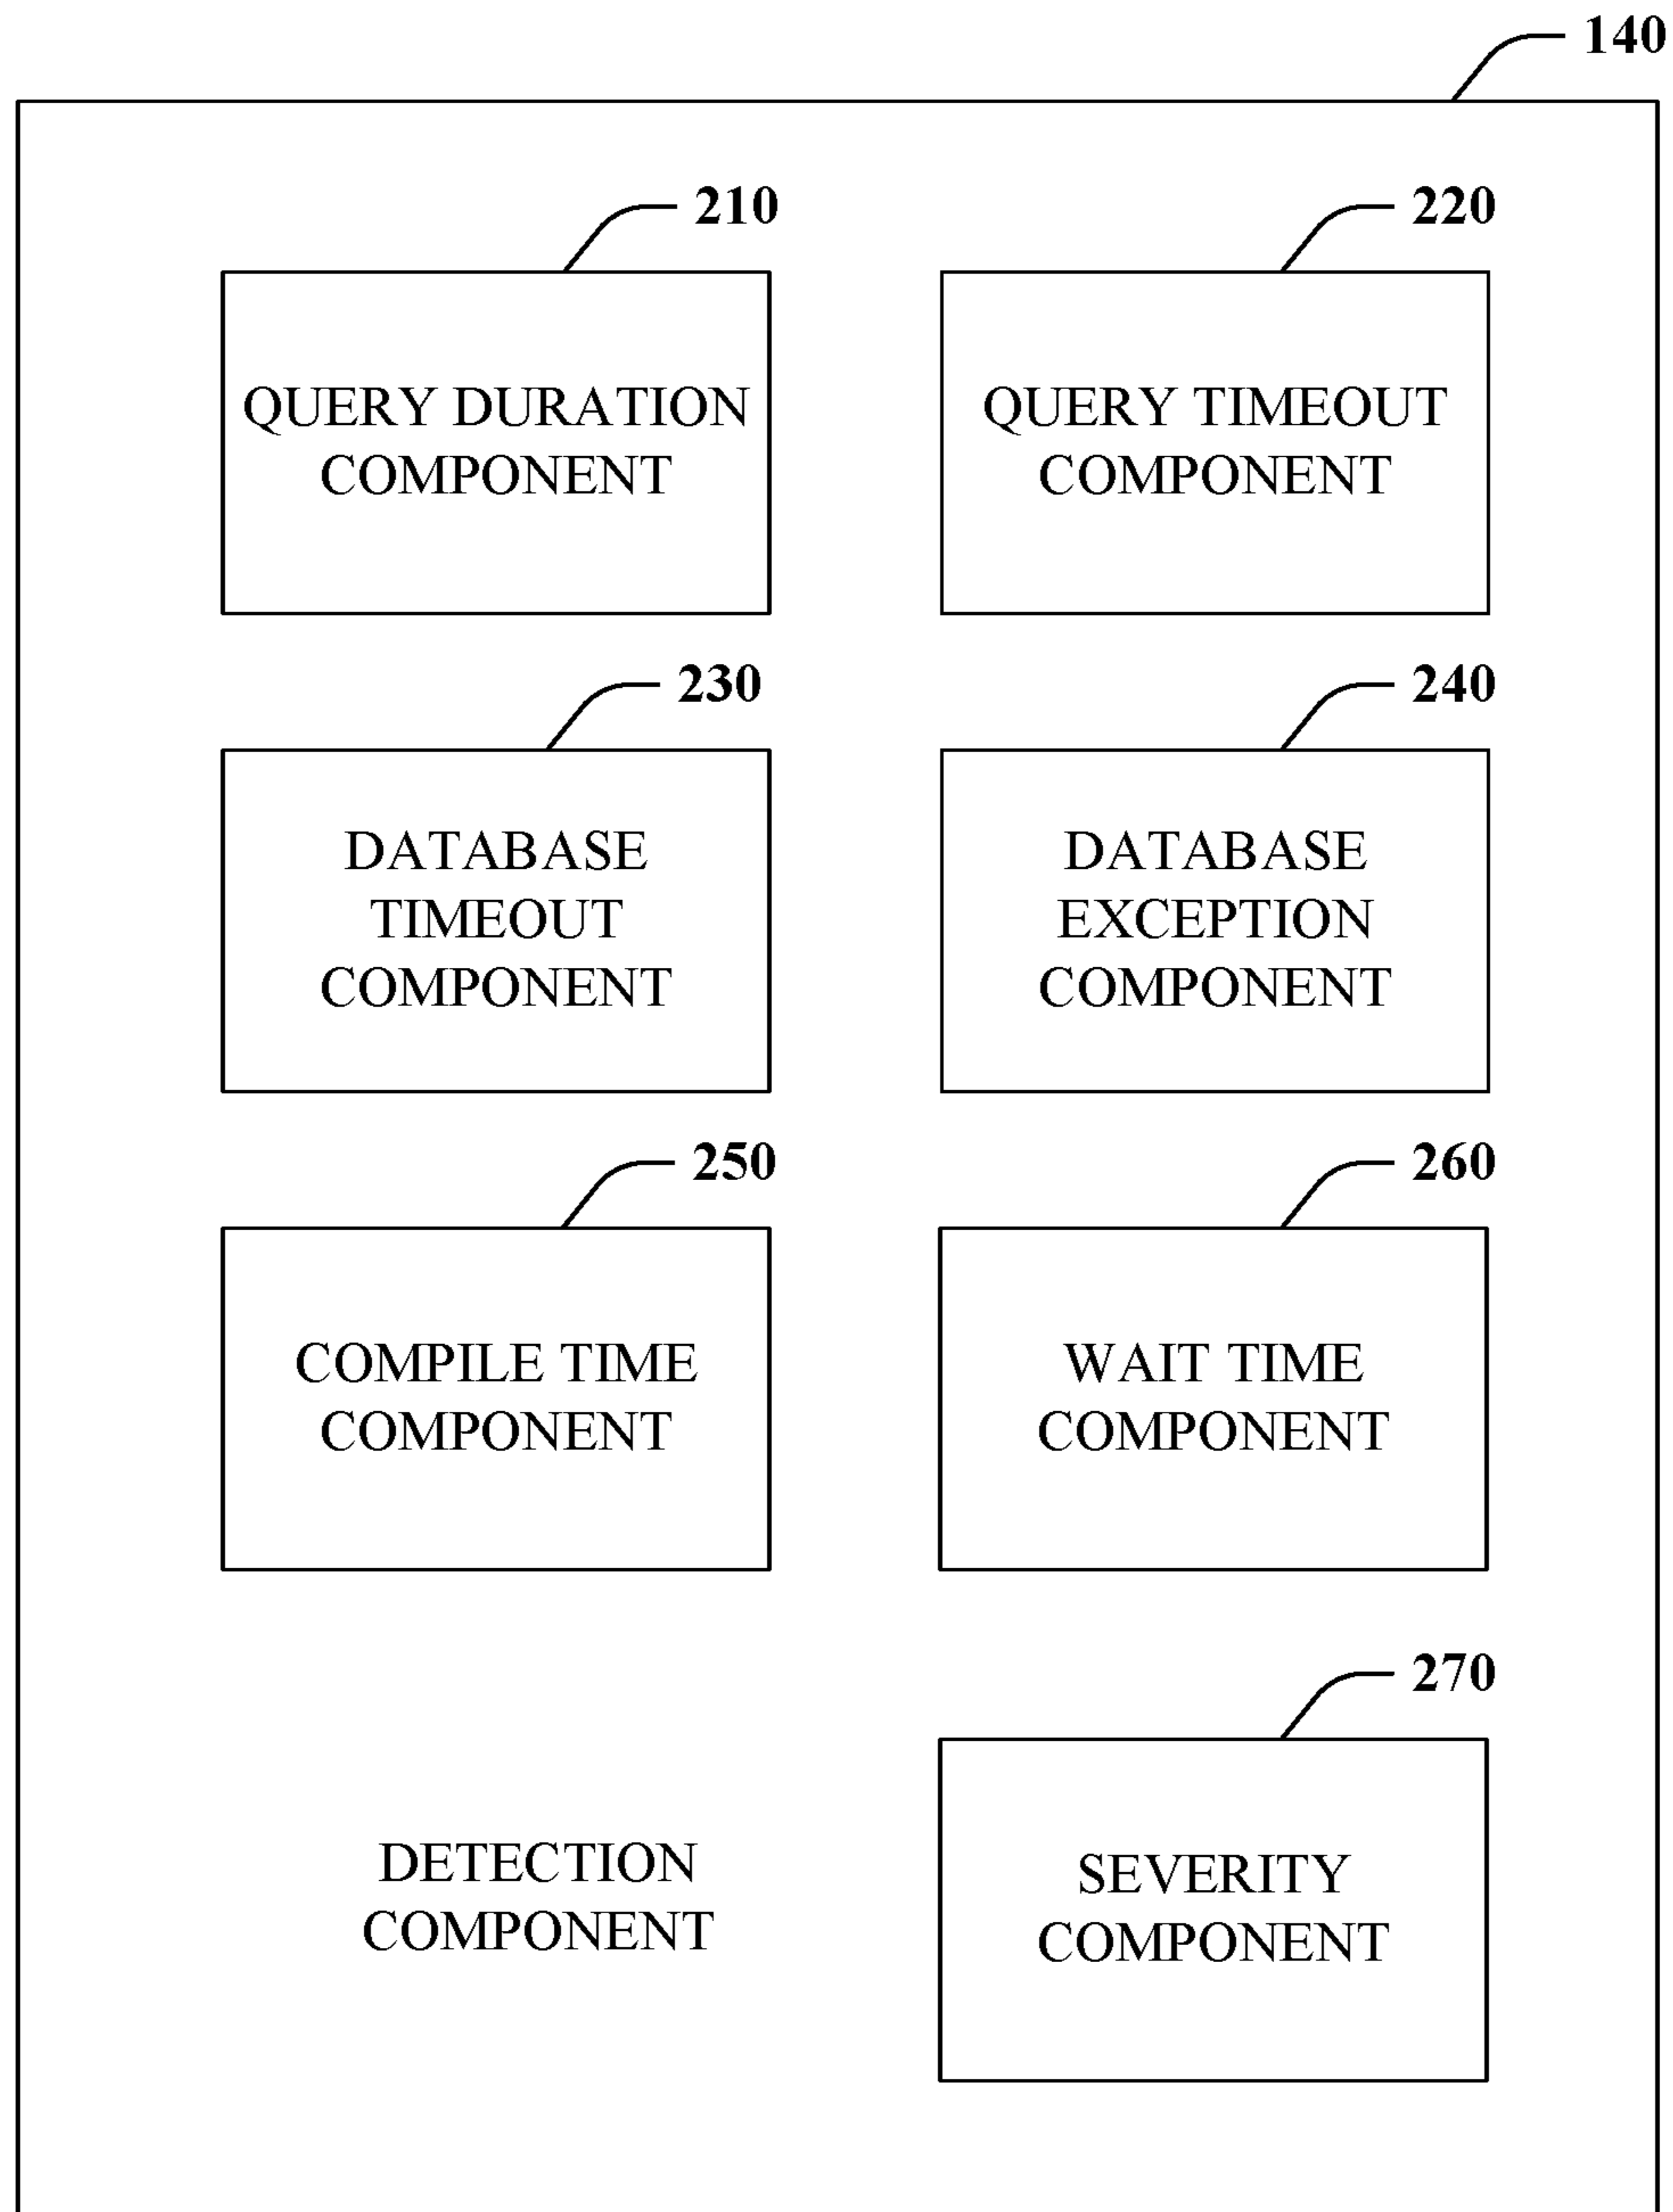 140
210
220
QUERY DURATION
COMPONENT
QUERY TIMEOUT
COMPONENT
230
240
DATABASE
TIMEOUT
COMPONENT
DATABASE
EXCEPTION
COMPONENT
250
260
COMPILE TIME
COMPONENT
WAIT TIME
COMPONENT
270
DETECTION
COMPONENT
SEVERITY
COMPONENT